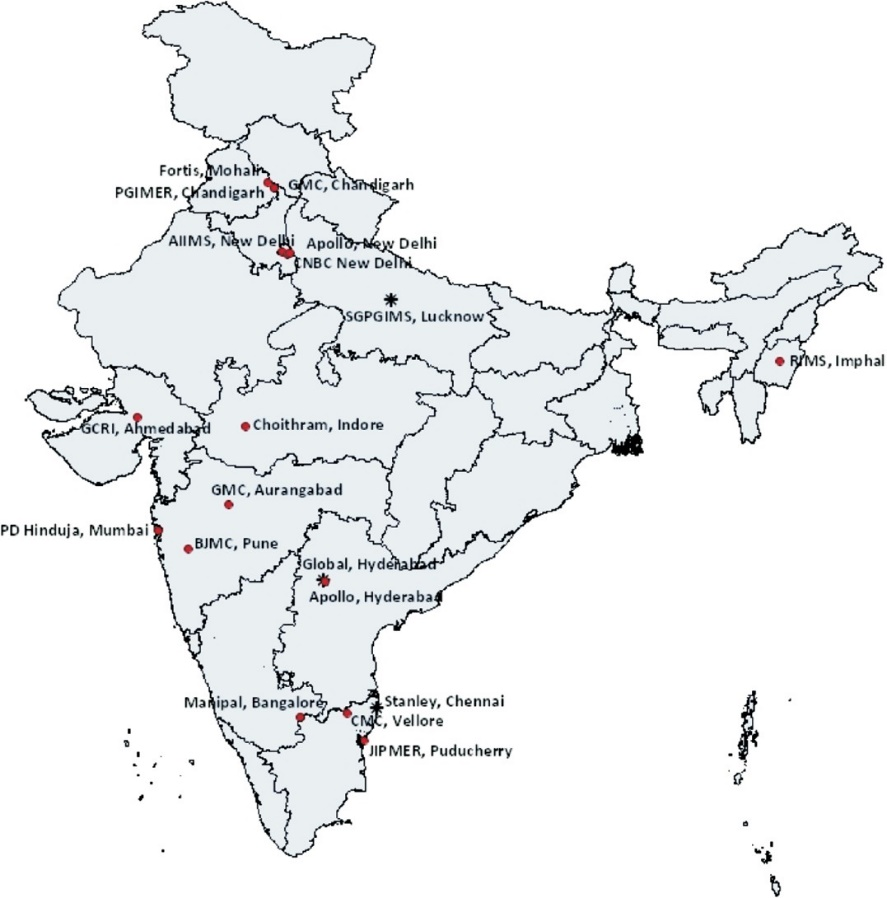 Fortis, Mohali
GMC, Chandigarh
PGIMER, Chandigarh
AIIMS, New Delhi
Apollo, New Delhi
CNBC New Delhi
SGPGIMS, Lucknow
RIMS, Imphal
GCRI, Ahmedabad
Choithram, Indore
GMC, Aurangabad
PD Hinduja, Mumbai
BJMC, Pune
Global, Hyderabad
Apollo, Hyderabad
Manipal, Bangalore
Stanley, Chennai
CMC, Vellore
JIPMER, Puducherry